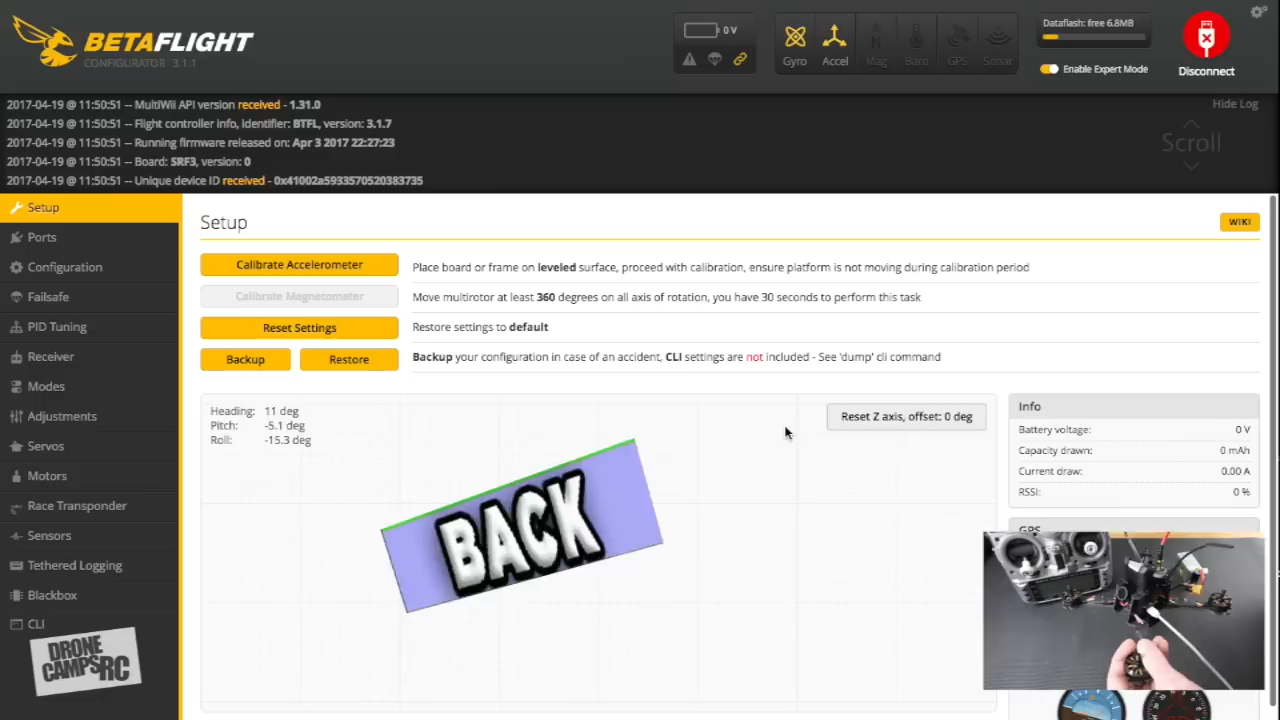 BETAFLIGHT
CONFIGURATOR 3.1.1
0 V
Gyro
Accel
Mag
Baro
GPS
Sonar
Dataflash: free 6.8MB
Enable Expert Mode
Disconnect
2017-04-19 @ 11:50:51 -- MultiWii API version received - 1.31.0
2017-04-19 @ 11:50:51 -- Flight controller info, identifier: BTFL, version: 3.1.7
2017-04-19 @ 11:50:51 -- Running firmware released on: Apr 3 2017 22:27:23
2017-04-19 @ 11:50:51 -- Board: SRF3, version: 0
2017-04-19 @ 11:50:51 -- Unique device ID received - 0x41002a5933570520383735
Hide Log
Scroll
Setup
Ports
Configuration
Failsafe
PID Tuning
Receiver
Modes
Adjustments
Servos
Motors
Race Transponder
Sensors
Tethered Logging
Blackbox
CLI
DRONE
CAMPSRC
Setup
WIKI
Calibrate Accelerometer
Place board or frame on leveled surface, proceed with calibration, ensure platform is not moving during calibration period
Calibrate Magnetometer
Move multirotor at least 360 degrees on all axis of rotation, you have 30 seconds to perform this task
Reset Settings
Restore settings to default
Backup
Restore
Backup your configuration in case of an accident, CLI settings are not included - See 'dump' cli command
Heading: 11 deg
Pitch: -5.1 deg
Roll: -15.3 deg
Reset Z axis, offset: 0 deg
BACK
Info
Battery voltage: 0 V
Capacity drawn: 0 mAh
Current draw: 0.00 A
RSSI: 0 %
GPS